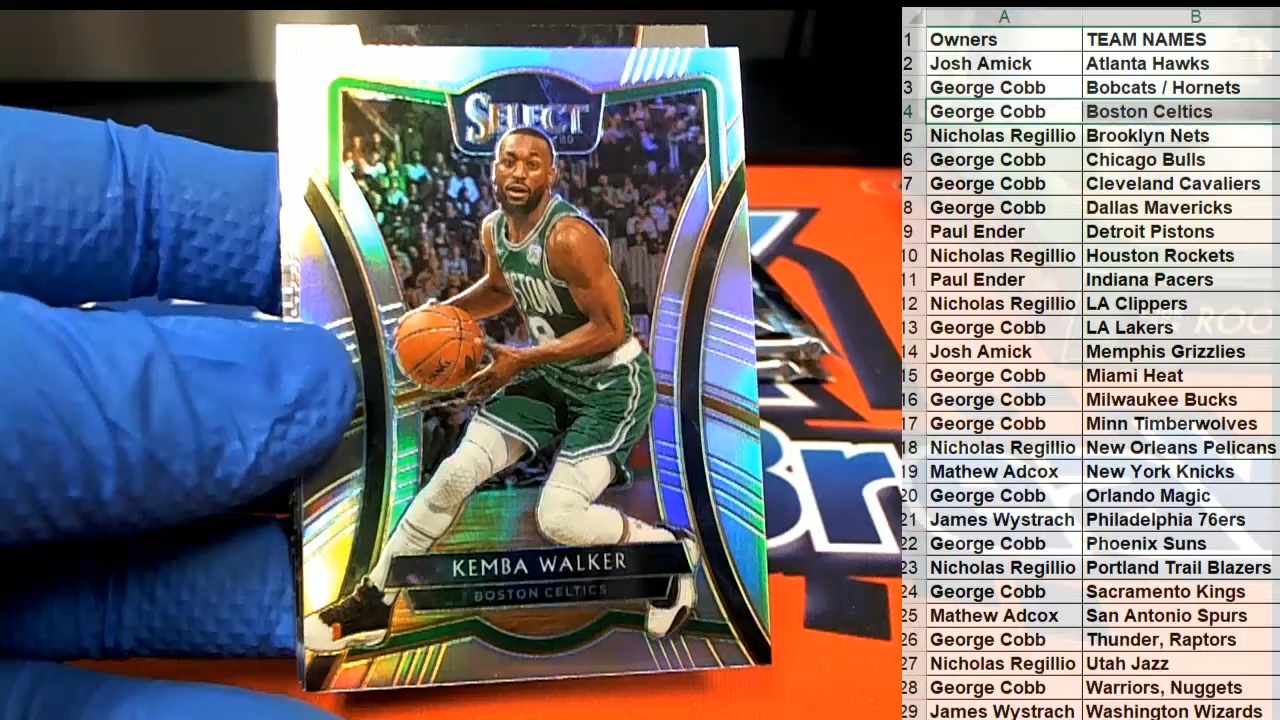 SELECT
BOSTON
KEMBA WALKER
BOSTON CELTICS
Br
ROO
A B
1 Owners TEAM NAMES
2 Josh Amick Atlanta Hawks
3 George Cobb Bobcats / Hornets
4 George Cobb Boston Celtics
5 Nicholas Regillio Brooklyn Nets
6 George Cobb Chicago Bulls
7 George Cobb Cleveland Cavaliers
8 George Cobb Dallas Mavericks
9 Paul Ender Detroit Pistons
10 Nicholas Regillio Houston Rockets
11 Paul Ender Indiana Pacers
12 Nicholas Regillio LA Clippers
13 George Cobb LA Lakers
14 Josh Amick Memphis Grizzlies
15 George Cobb Miami Heat
16 George Cobb Milwaukee Bucks
17 George Cobb Minn Timberwolves
18 Nicholas Regillio New Orleans Pelicans
19 Mathew Adcox New York Knicks
20 George Cobb Orlando Magic
21 James Wystrach Philadelphia 76ers
22 George Cobb Phoenix Suns
23 Nicholas Regillio Portland Trail Blazers
24 George Cobb Sacramento Kings
25 Mathew Adcox San Antonio Spurs
26 George Cobb Thunder, Raptors
27 Nicholas Regillio Utah Jazz
28 George Cobb Warriors, Nuggets
29 James Wystrach Washington Wizards